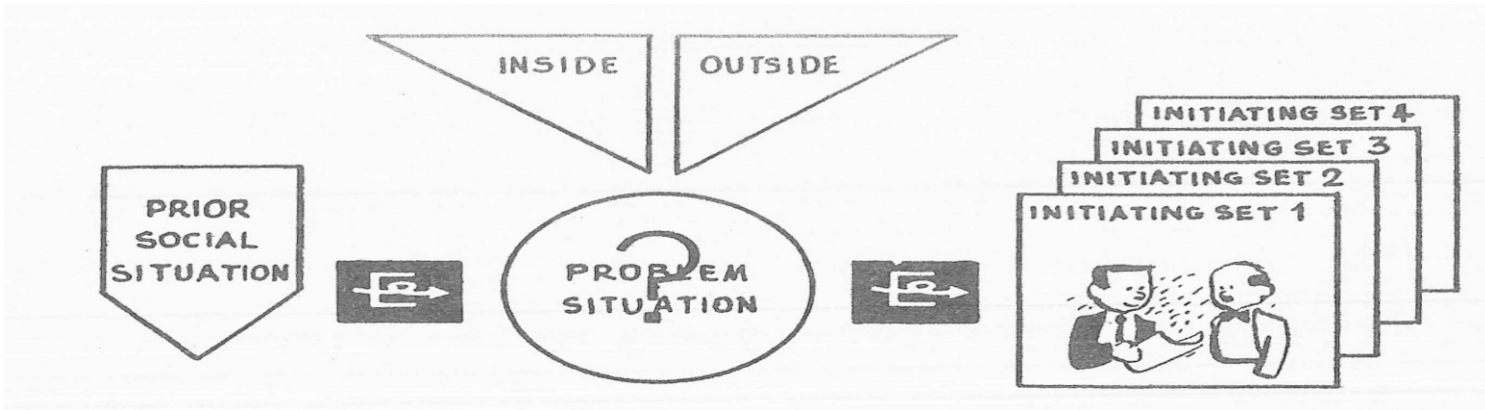 INSIDE
OUTSIDE
PRIOR
SOCIAL
SITUATION
E
?
PROBLEM
SITUATION
E
INITIATING SET 4
INITIATING SET 3
INITIATING SET 2
INITIATING SET 1